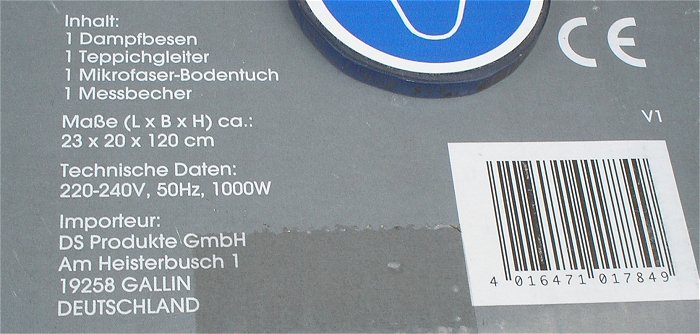 Inhalt:
1 Dampfbesen
1 Teppichgleiter
1 Mikrofaser-Bodentuch
1 Messbecher
Maße (L x B x H) ca.:
23 x 20 x 120 cm
Technische Daten:
220-240V, 50Hz, 1000W
Importeur:
DS Produkte GmbH
Am Heisterbusch 1
19258 GALLIN
DEUTSCHLAND
CE
V1
4 016471 017849